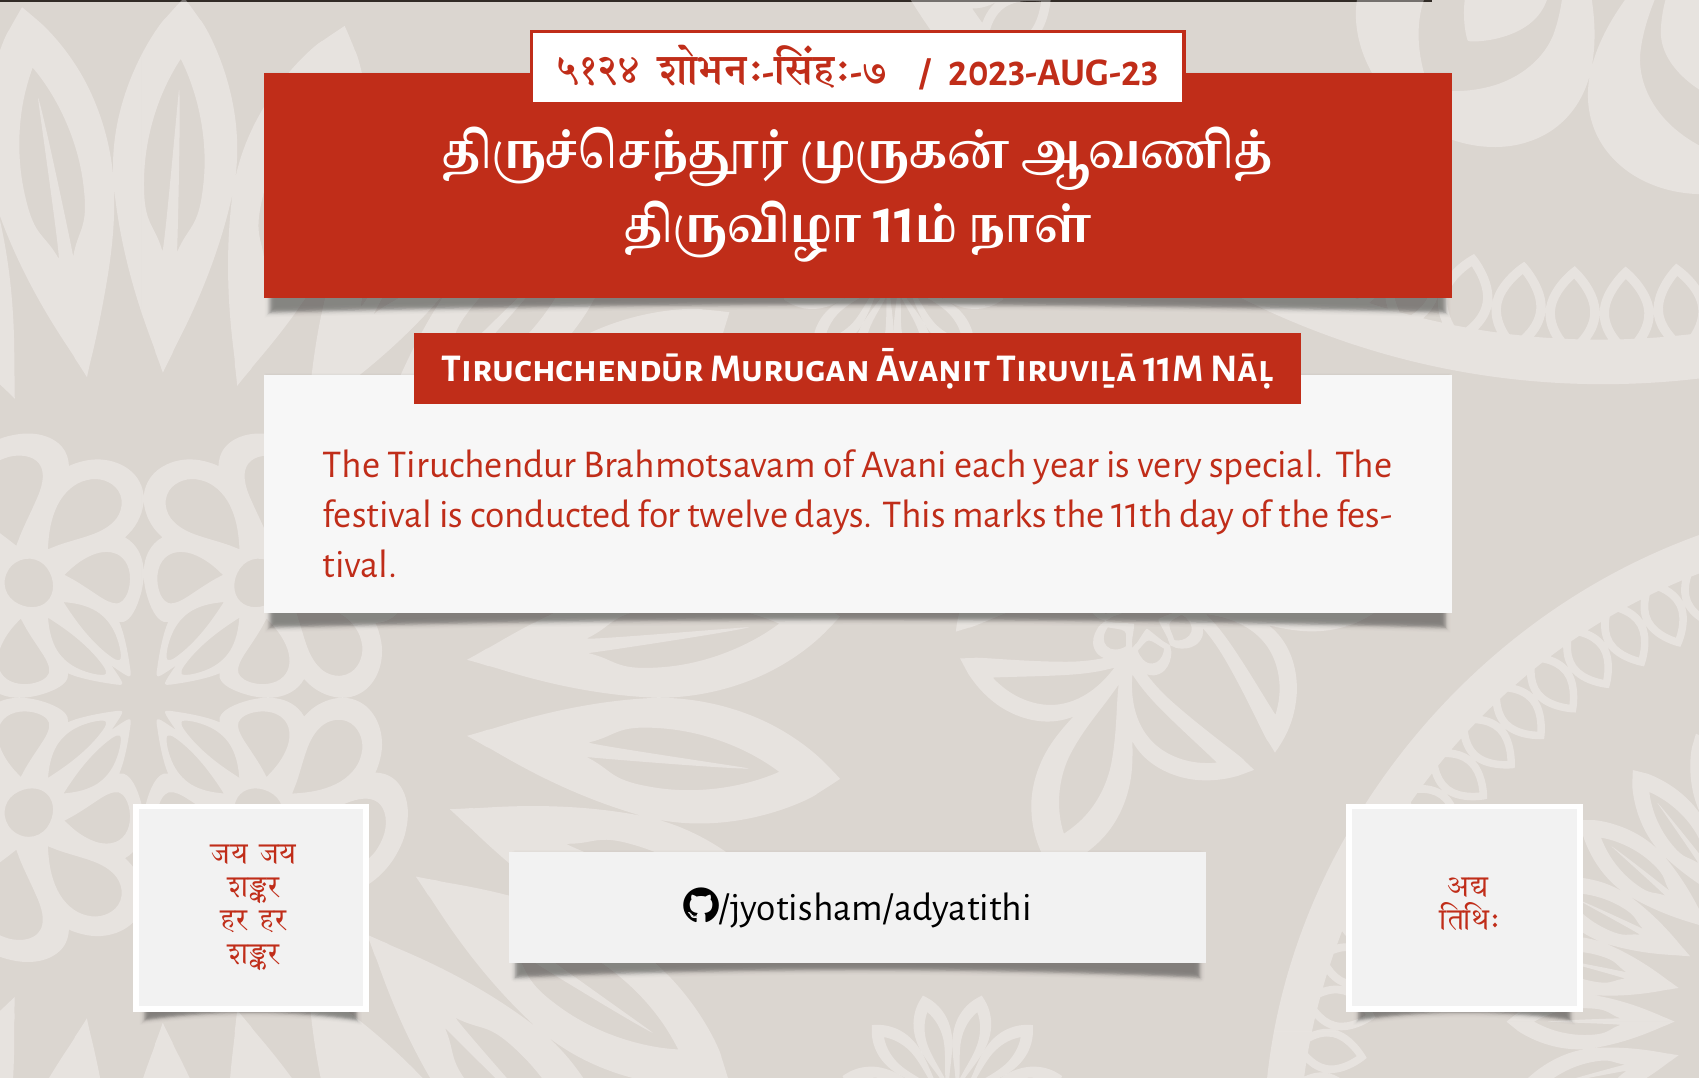 ५१२४ शोभनः-सिंहः-७ / 2023-AUG-23
திருச்செந்தூர் முருகன் ஆவணித்
திருவிழா 11ம் நாள்
Tiruchchendūr Murugan Āvaṇit Tiruviḻā 11m Nāḷ
The Tiruchendur Brahmotsavam of Avani each year is very special. The
festival is conducted for twelve days. This marks the 11th day of the fes-
tival.
जय जय
शङ्कर
हर हर
शङ्कर
/jyotisham/adyatithi
अद्य
तिथिः